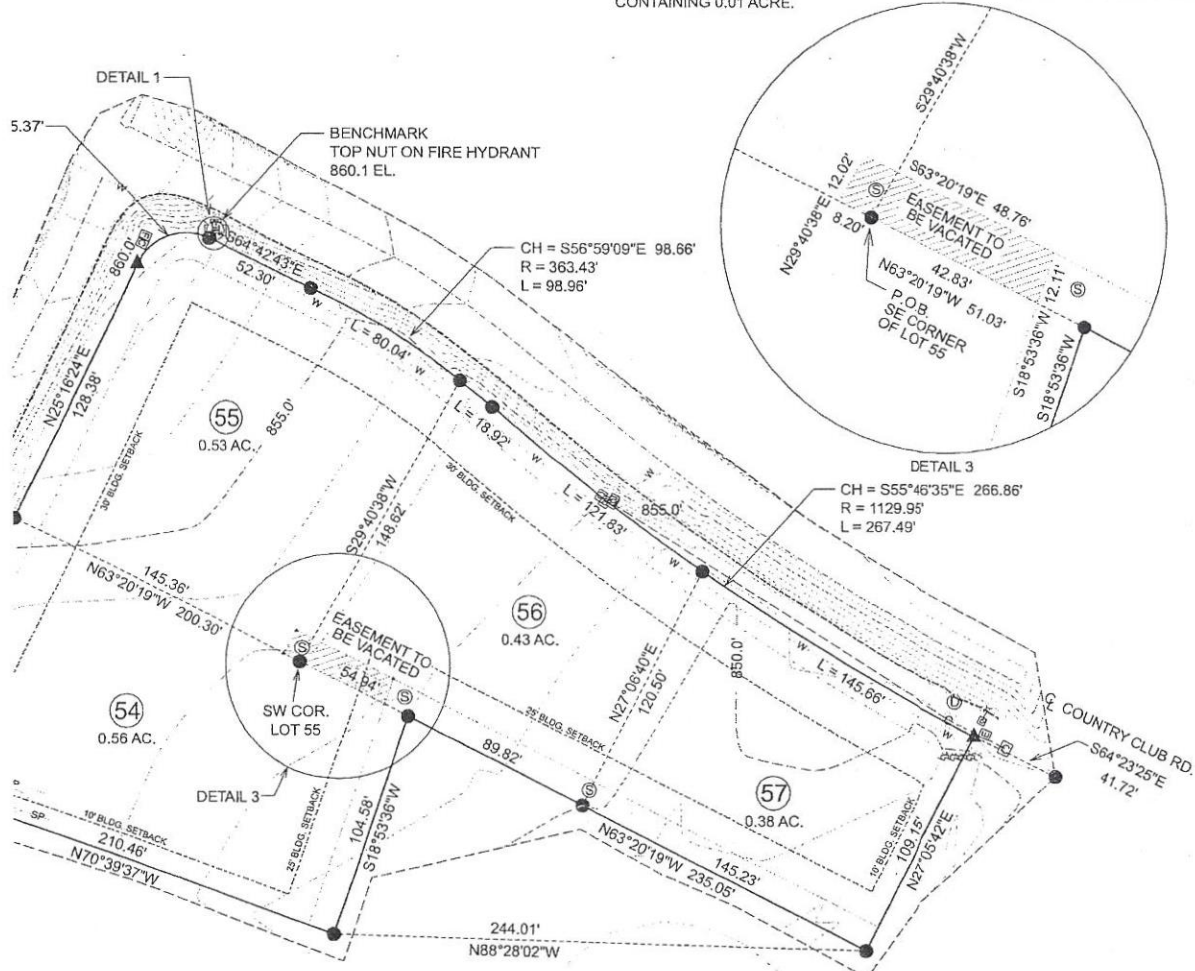 CONTAINING 0.01 ACRE.
DETAIL 1
5.37'
BENCHMARK
TOP NUT ON FIRE HYDRANT
860.1 EL.
S29°40'38"W
N29°40'38"E 12.02'
S63°20'19"E 48.76'
EASEMENT TO
BE VACATED
8.20'
42.83'
N63°20'19"W 51.03'
P.O.B.
SE CORNER
OF LOT 55
S18°53'36"W 12.11'
S18°53'36"W
S
S
DETAIL 3
860.0'
S64°42'43"E
52.30'
W
W
CH = S56°59'09"E 98.66'
R = 363.43'
L = 98.96'
L = 80.04'
W
W
N25°16'24"E
128.38'
55
0.53 AC.
855.0'
30' BLDG. SETBACK
L = 18.92'
W
30' BLDG. SETBACK
L = 121.83'
W
855.0'
CH = S55°46'35"E 266.86'
R = 1129.95'
L = 267.49'
S29°40'38"W
148.62'
W
145.36'
N63°20'19"W 200.30'
56
0.43 AC.
EASEMENT TO
BE VACATED
54.94'
S
S
SW COR.
LOT 55
N27°06'40"E
120.50'
850.0'
W
L = 145.66'
W
U
E
T
E
C
℄ COUNTRY CLUB RD.
S64°23'25"E
41.72'
54
0.56 AC.
25' BLDG. SETBACK
89.82'
S
DETAIL 3
57
0.38 AC.
10' BLDG. SETBACK
109.15'
N27°05'42"E
104.58'
S18°53'36"W
SP
10' BLDG. SETBACK
210.46'
N70°39'37"W
25' BLDG. SETBACK
145.23'
N63°20'19"W 235.05'
244.01'
N88°28'02"W